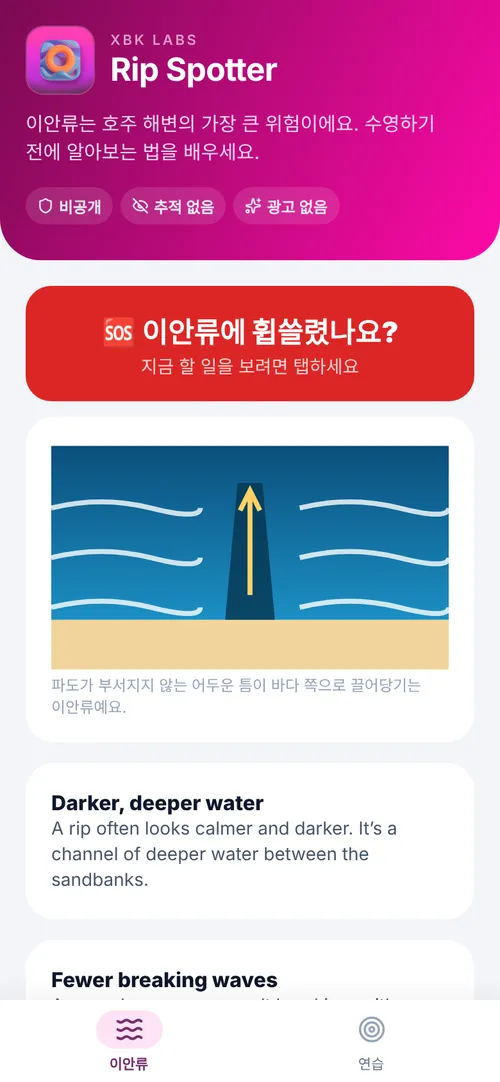 XBK LABS
Rip Spotter
이안류는 호주 해변의 가장 큰 위험이에요. 수영하기
전에 알아보는 법을 배우세요.
비공개
추적 없음
광고 없음
SOS 이안류에 휩쓸렸나요?
지금 할 일을 보려면 탭하세요
파도가 부서지지 않는 어두운 틈이 바다 쪽으로 끌어당기는
이안류예요.
Darker, deeper water
A rip often looks calmer and darker. It’s a
channel of deeper water between the
sandbanks.
Fewer breaking waves
이안류
연습